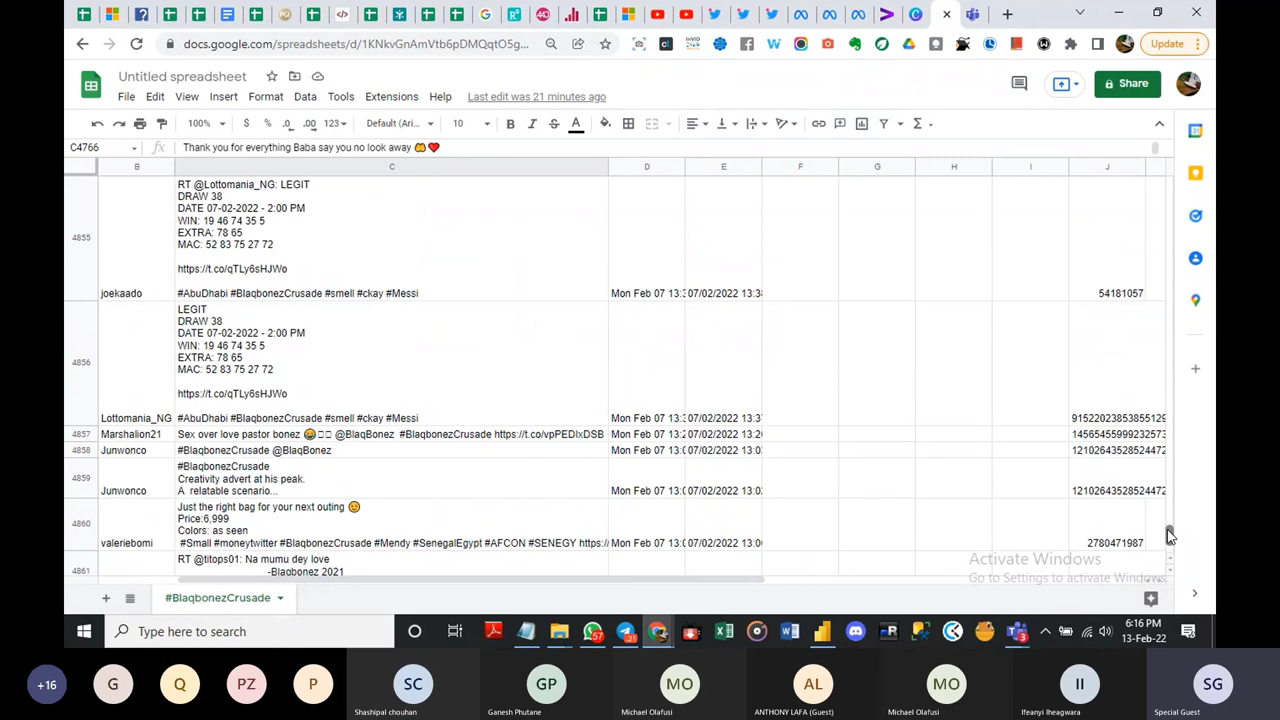 docs.google.com/spreadsheets/d/1KNkvGnAmVtb6pDMQqtO5g...
Update
Untitled spreadsheet
File Edit View Insert Format Data Tools Extensions Help Last edit was 21 minutes ago
Share
100% $ % .0 .00 123 Default (Ari... 10
C4766 fx Thank you for everything Baba say you no look away 🤲❤️
B C D E F G H I J
RT @Lottomania_NG: LEGIT
DRAW 38
DATE 07-02-2022 - 2:00 PM
WIN: 19 46 74 35 5
4855 EXTRA: 78 65
MAC: 52 83 75 27 72
https://t.co/qTLy6sHJWo
joekaado #AbuDhabi #BlaqbonezCrusade #smell #ckay #Messi Mon Feb 07 13:3 07/02/2022 13:38 54181057
LEGIT
DRAW 38
DATE 07-02-2022 - 2:00 PM
WIN: 19 46 74 35 5
4856 EXTRA: 78 65
MAC: 52 83 75 27 72
https://t.co/qTLy6sHJWo
Lottomania_NG #AbuDhabi #BlaqbonezCrusade #smell #ckay #Messi Mon Feb 07 13:3 07/02/2022 13:37 91522023853855129
4857 Marshalion21 Sex over love pastor bonez 😂 @BlaqBonez #BlaqbonezCrusade https://t.co/vpPEDIxDSB Mon Feb 07 13:2 07/02/2022 13:20 14565455999232573
4858 Junwonco #BlaqbonezCrusade @BlaqBonez Mon Feb 07 13:0 07/02/2022 13:0 12102643528524472
#BlaqbonezCrusade
4859 Creativity advert at his peak.
Junwonco A relatable scenario... Mon Feb 07 13:0 07/02/2022 13:02 12102643528524472
Just the right bag for your next outing
Price:6,999
4860 Colors: as seen
valeriebomi #Small #moneytwitter #BlaqbonezCrusade #Mendy #SenegalEgypt #AFCON #SENEGY https:/ Mon Feb 07 13:0 07/02/2022 13:00 2780471987
4861 RT @titops01: Na mumu dey love
-Blaqbonez 2021
Activate Windows
Go to Settings to activate Windows.
#BlaqbonezCrusade
Type here to search
57
21
3
6:16 PM
13-Feb-22
+16 G Q PZ P SC GP MO AL MO II SG
Shashipal chouhan Ganesh Phutane Michael Olafusi ANTHONY LAFA (Guest) Michael Olafusi Ifeanyi Iheagwara Special Guest